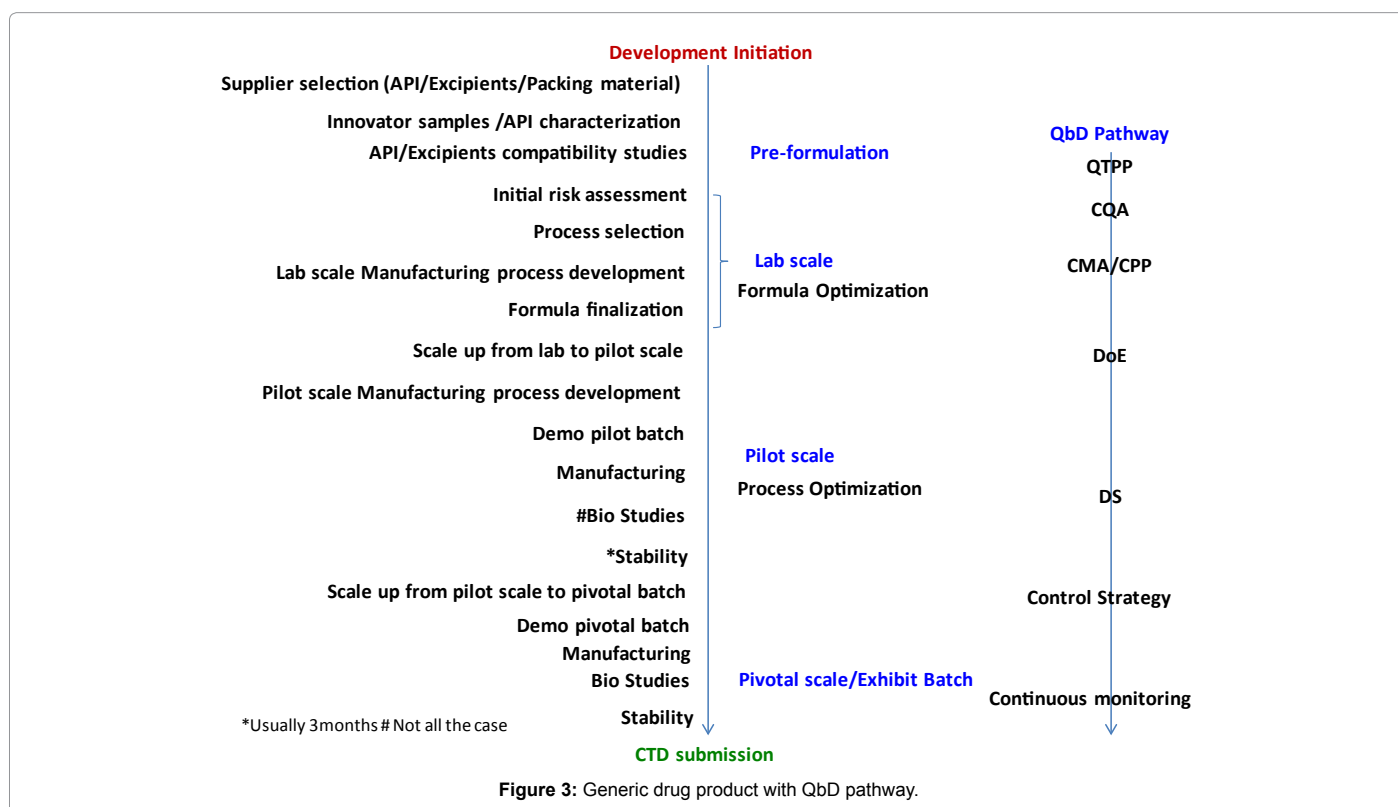 Development Initiation
Supplier selection (API/Excipients/Packing material)
Innovator samples /API characterization
API/Excipients compatibility studies
Initial risk assessment
Process selection
Lab scale Manufacturing process development
Formula finalization
Scale up from lab to pilot scale
Pilot scale Manufacturing process development
Demo pilot batch
Manufacturing
#Bio Studies
*Stability
Scale up from pilot scale to pivotal batch
Demo pivotal batch
Manufacturing
Bio Studies
Stability
*Usually 3months # Not all the case
CTD submission
Pre-formulation
Lab scale
Formula Optimization
Pilot scale
Process Optimization
Pivotal scale/Exhibit Batch
QbD Pathway
QTPP
CQA
CMA/CPP
DoE
DS
Control Strategy
Continuous monitoring
Figure 3: Generic drug product with QbD pathway.